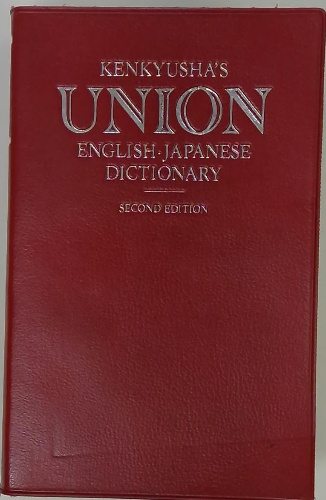 KENKYUSHA'S
UNION
ENGLISH-JAPANESE
DICTIONARY
SECOND EDITION